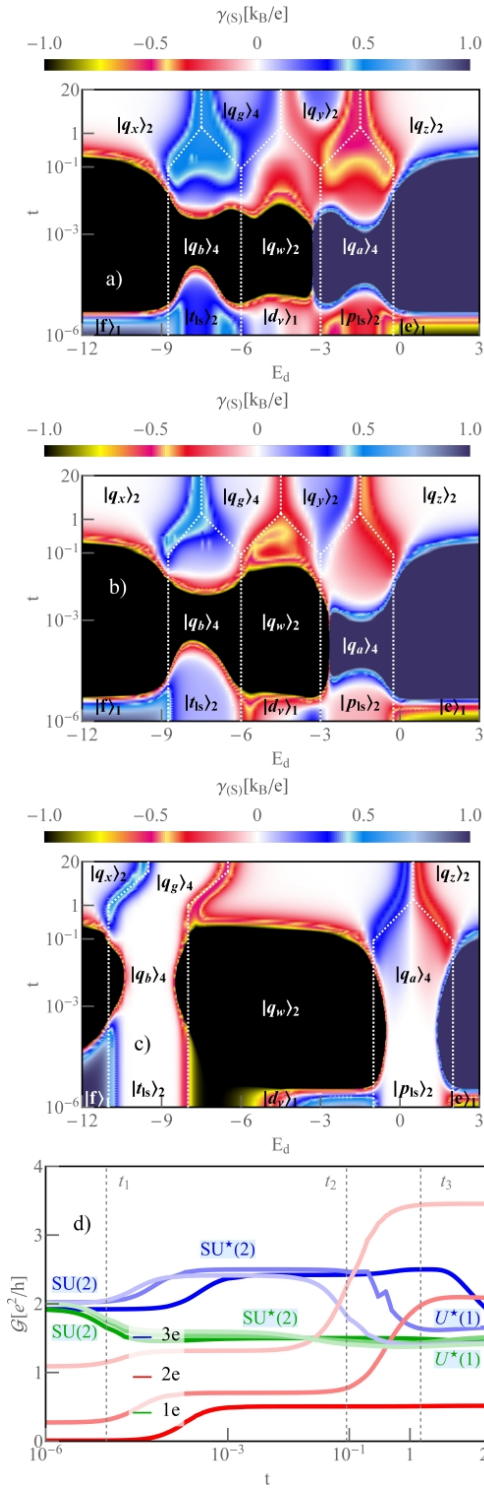 γ(S)[kB/e]
−1.0 −0.5 0 0.5 1.0
20
1
10⁻¹
10⁻³
10⁻⁶
t
|qx⟩2 |qg⟩4 |qy⟩2 |qz⟩2
|qb⟩4 |qw⟩2 |qa⟩4
a)
|f⟩1 |tls⟩2 |dν⟩1 |pls⟩2 |e⟩1
−12 −9 −6 −3 0 3
Ed
γ(S)[kB/e]
−1.0 −0.5 0 0.5 1.0
20
1
10⁻¹
10⁻³
10⁻⁶
t
|qx⟩2 |qg⟩4 |qy⟩2 |qz⟩2
b)
|qb⟩4 |qw⟩2 |qa⟩4
|f⟩1 |tls⟩2 |dν⟩1 |pls⟩2 |e⟩1
−12 −9 −6 −3 0 3
Ed
γ(S)[kB/e]
−1.0 −0.5 0 0.5 1.0
20
1
10⁻¹
10⁻³
10⁻⁶
t
|qx⟩2 |qg⟩4 |qz⟩2
|qb⟩4 |qw⟩2 |qa⟩4
c)
|f⟩ |tls⟩2 |dν⟩1 |pls⟩2 |e⟩1
−12 −9 −6 −3 0 3
Ed
4
2
0
𝒢[e²/h]
d) t1 t2 t3
SU★(2)
SU(2)
SU(2) SU★(2) U★(1)
3e
2e U★(1)
1e
10⁻⁶ 10⁻³ 10⁻¹ 1 2
t